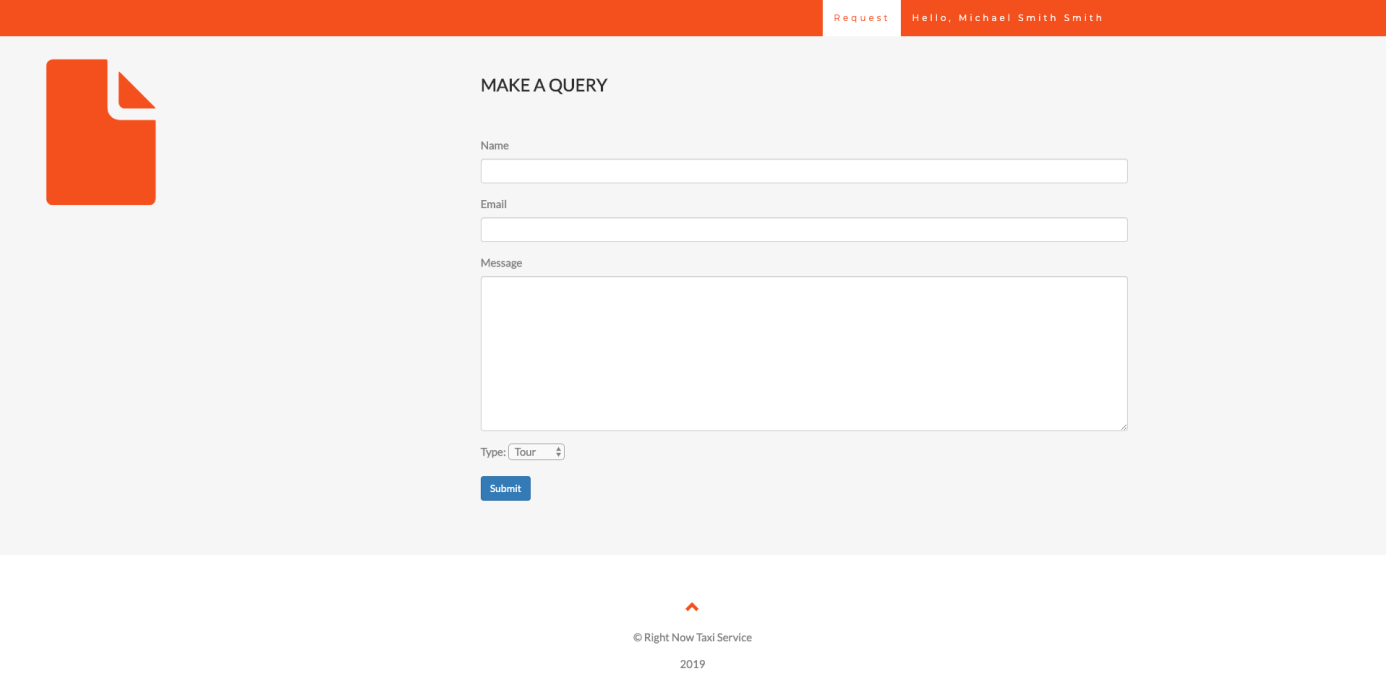 Request Hello, Michael Smith Smith
MAKE A QUERY
Name
Email
Message
Type: Tour
Submit
© Right Now Taxi Service
2019